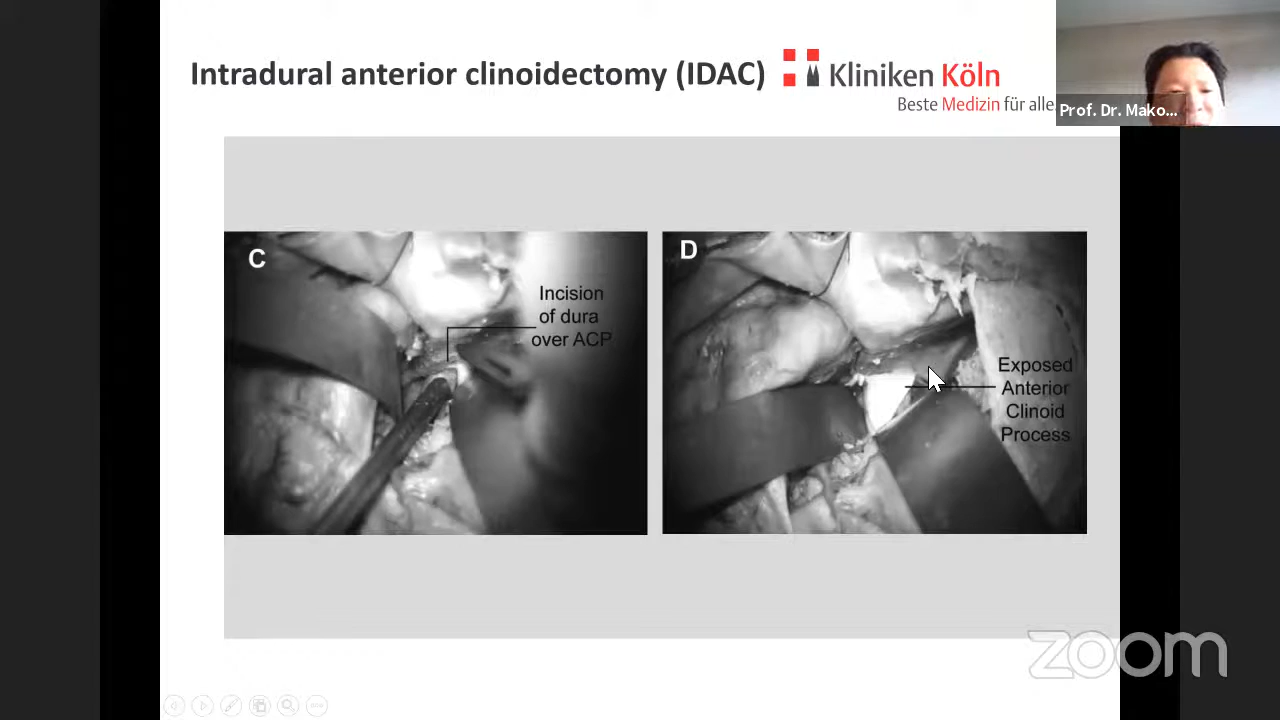 Intradural anterior clinoidectomy (IDAC)
Kliniken Köln
Beste Medizin für alle
Prof. Dr. Mako...
C
Incision
of dura
over ACP
D
Exposed
Anterior
Clinoid
Process
zoom